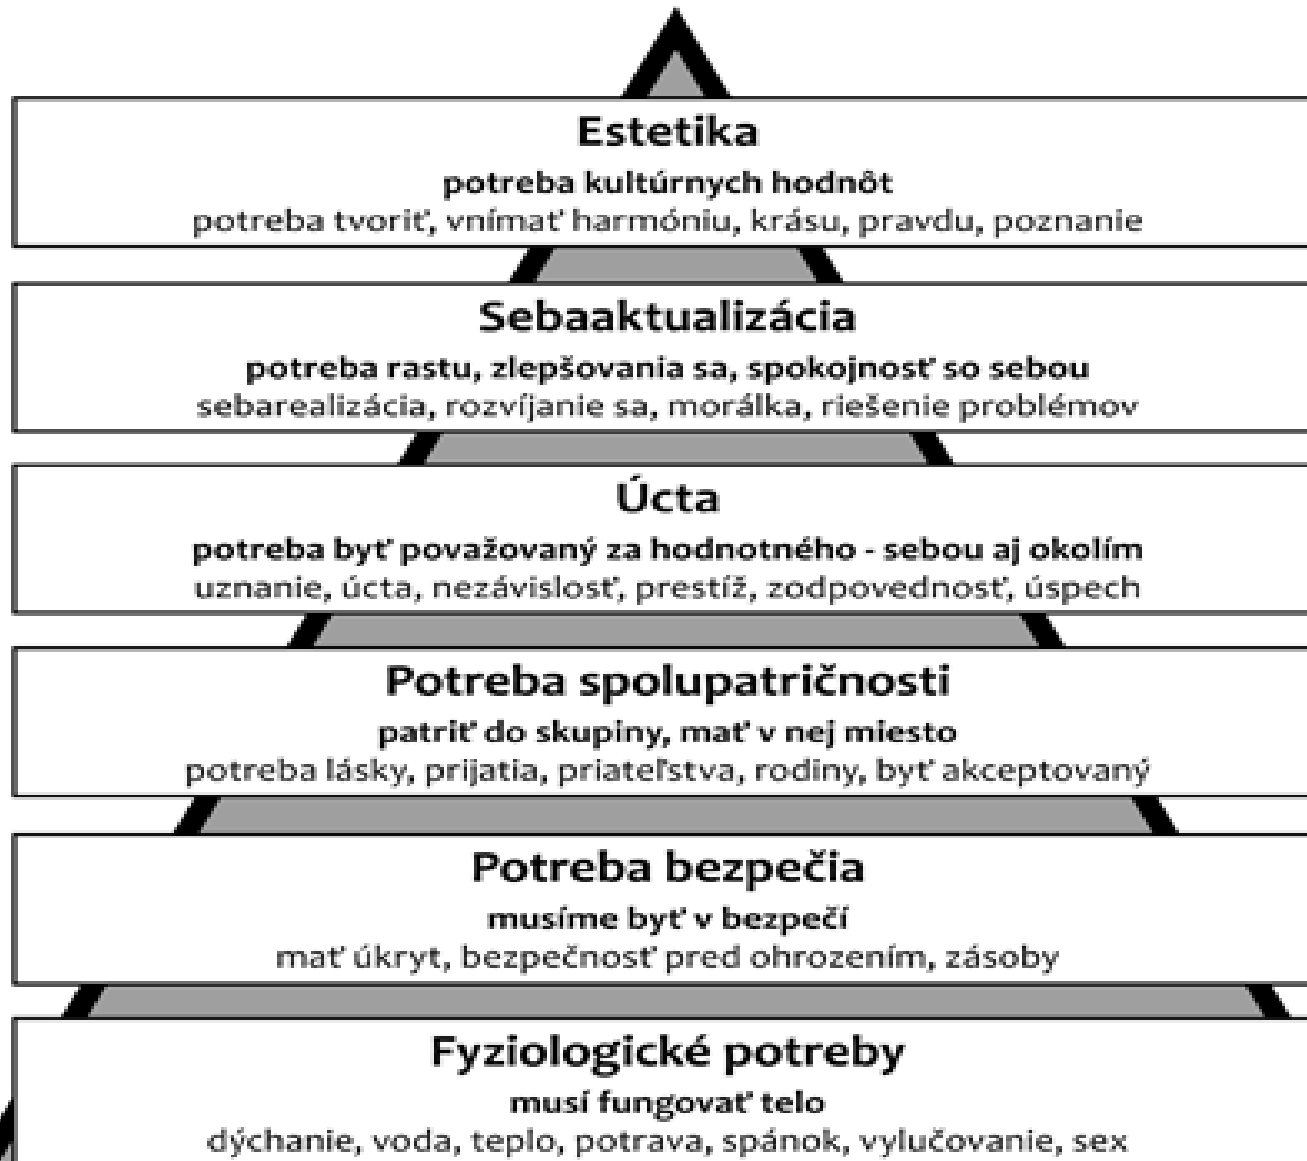 Estetika
potreba kultúrnych hodnôt
potreba tvoriť, vnímať harmóniu, krásu, pravdu, poznanie
Sebaaktualizácia
potreba rastu, zlepšovania sa, spokojnosť so sebou
sebarealizácia, rozvíjanie sa, morálka, riešenie problémov
Úcta
potreba byť považovaný za hodnotného - sebou aj okolím
uznanie, úcta, nezávislosť, prestíž, zodpovednosť, úspech
Potreba spolupatričnosti
patriť do skupiny, mať v nej miesto
potreba lásky, prijatia, priateľstva, rodiny, byť akceptovaný
Potreba bezpečia
musíme byť v bezpečí
mať úkryt, bezpečnosť pred ohrozením, zásoby
Fyziologické potreby
musí fungovať telo
dýchanie, voda, teplo, potrava, spánok, vylučovanie, sex